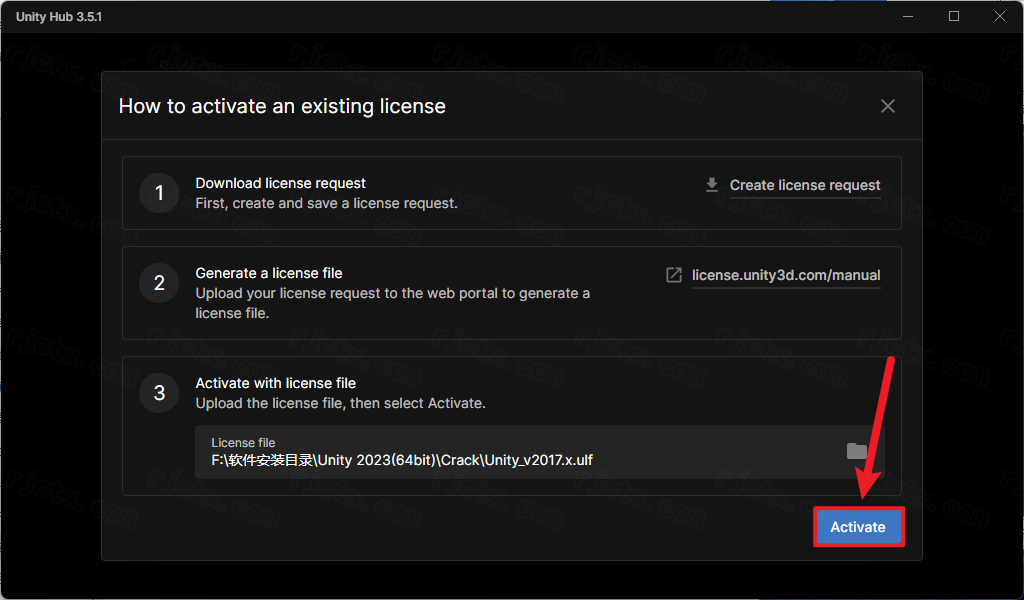 Unity Hub 3.5.1
How to activate an existing license
1
Download license request
First, create and save a license request.
Create license request
2
Generate a license file
Upload your license request to the web portal to generate a
license file.
license.unity3d.com/manual
3
Activate with license file
Upload the license file, then select Activate.
License file
F:\软件安装目录\Unity 2023(64bit)\Crack\Unity_v2017.x.ulf
Activate